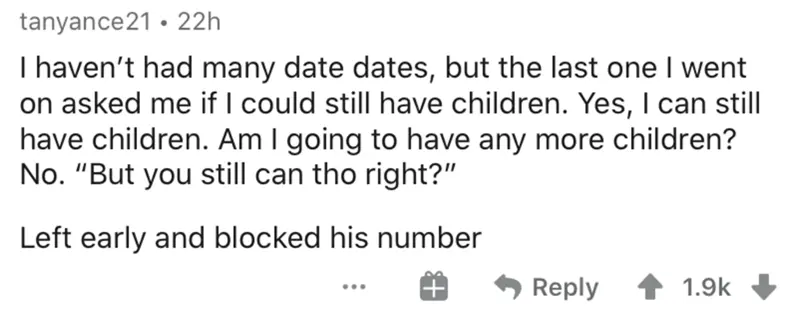 tanyance21 • 22h
I haven’t had many date dates, but the last one I went
on asked me if I could still have children. Yes, I can still
have children. Am I going to have any more children?
No. “But you still can tho right?”
Left early and blocked his number
... Reply 1.9k